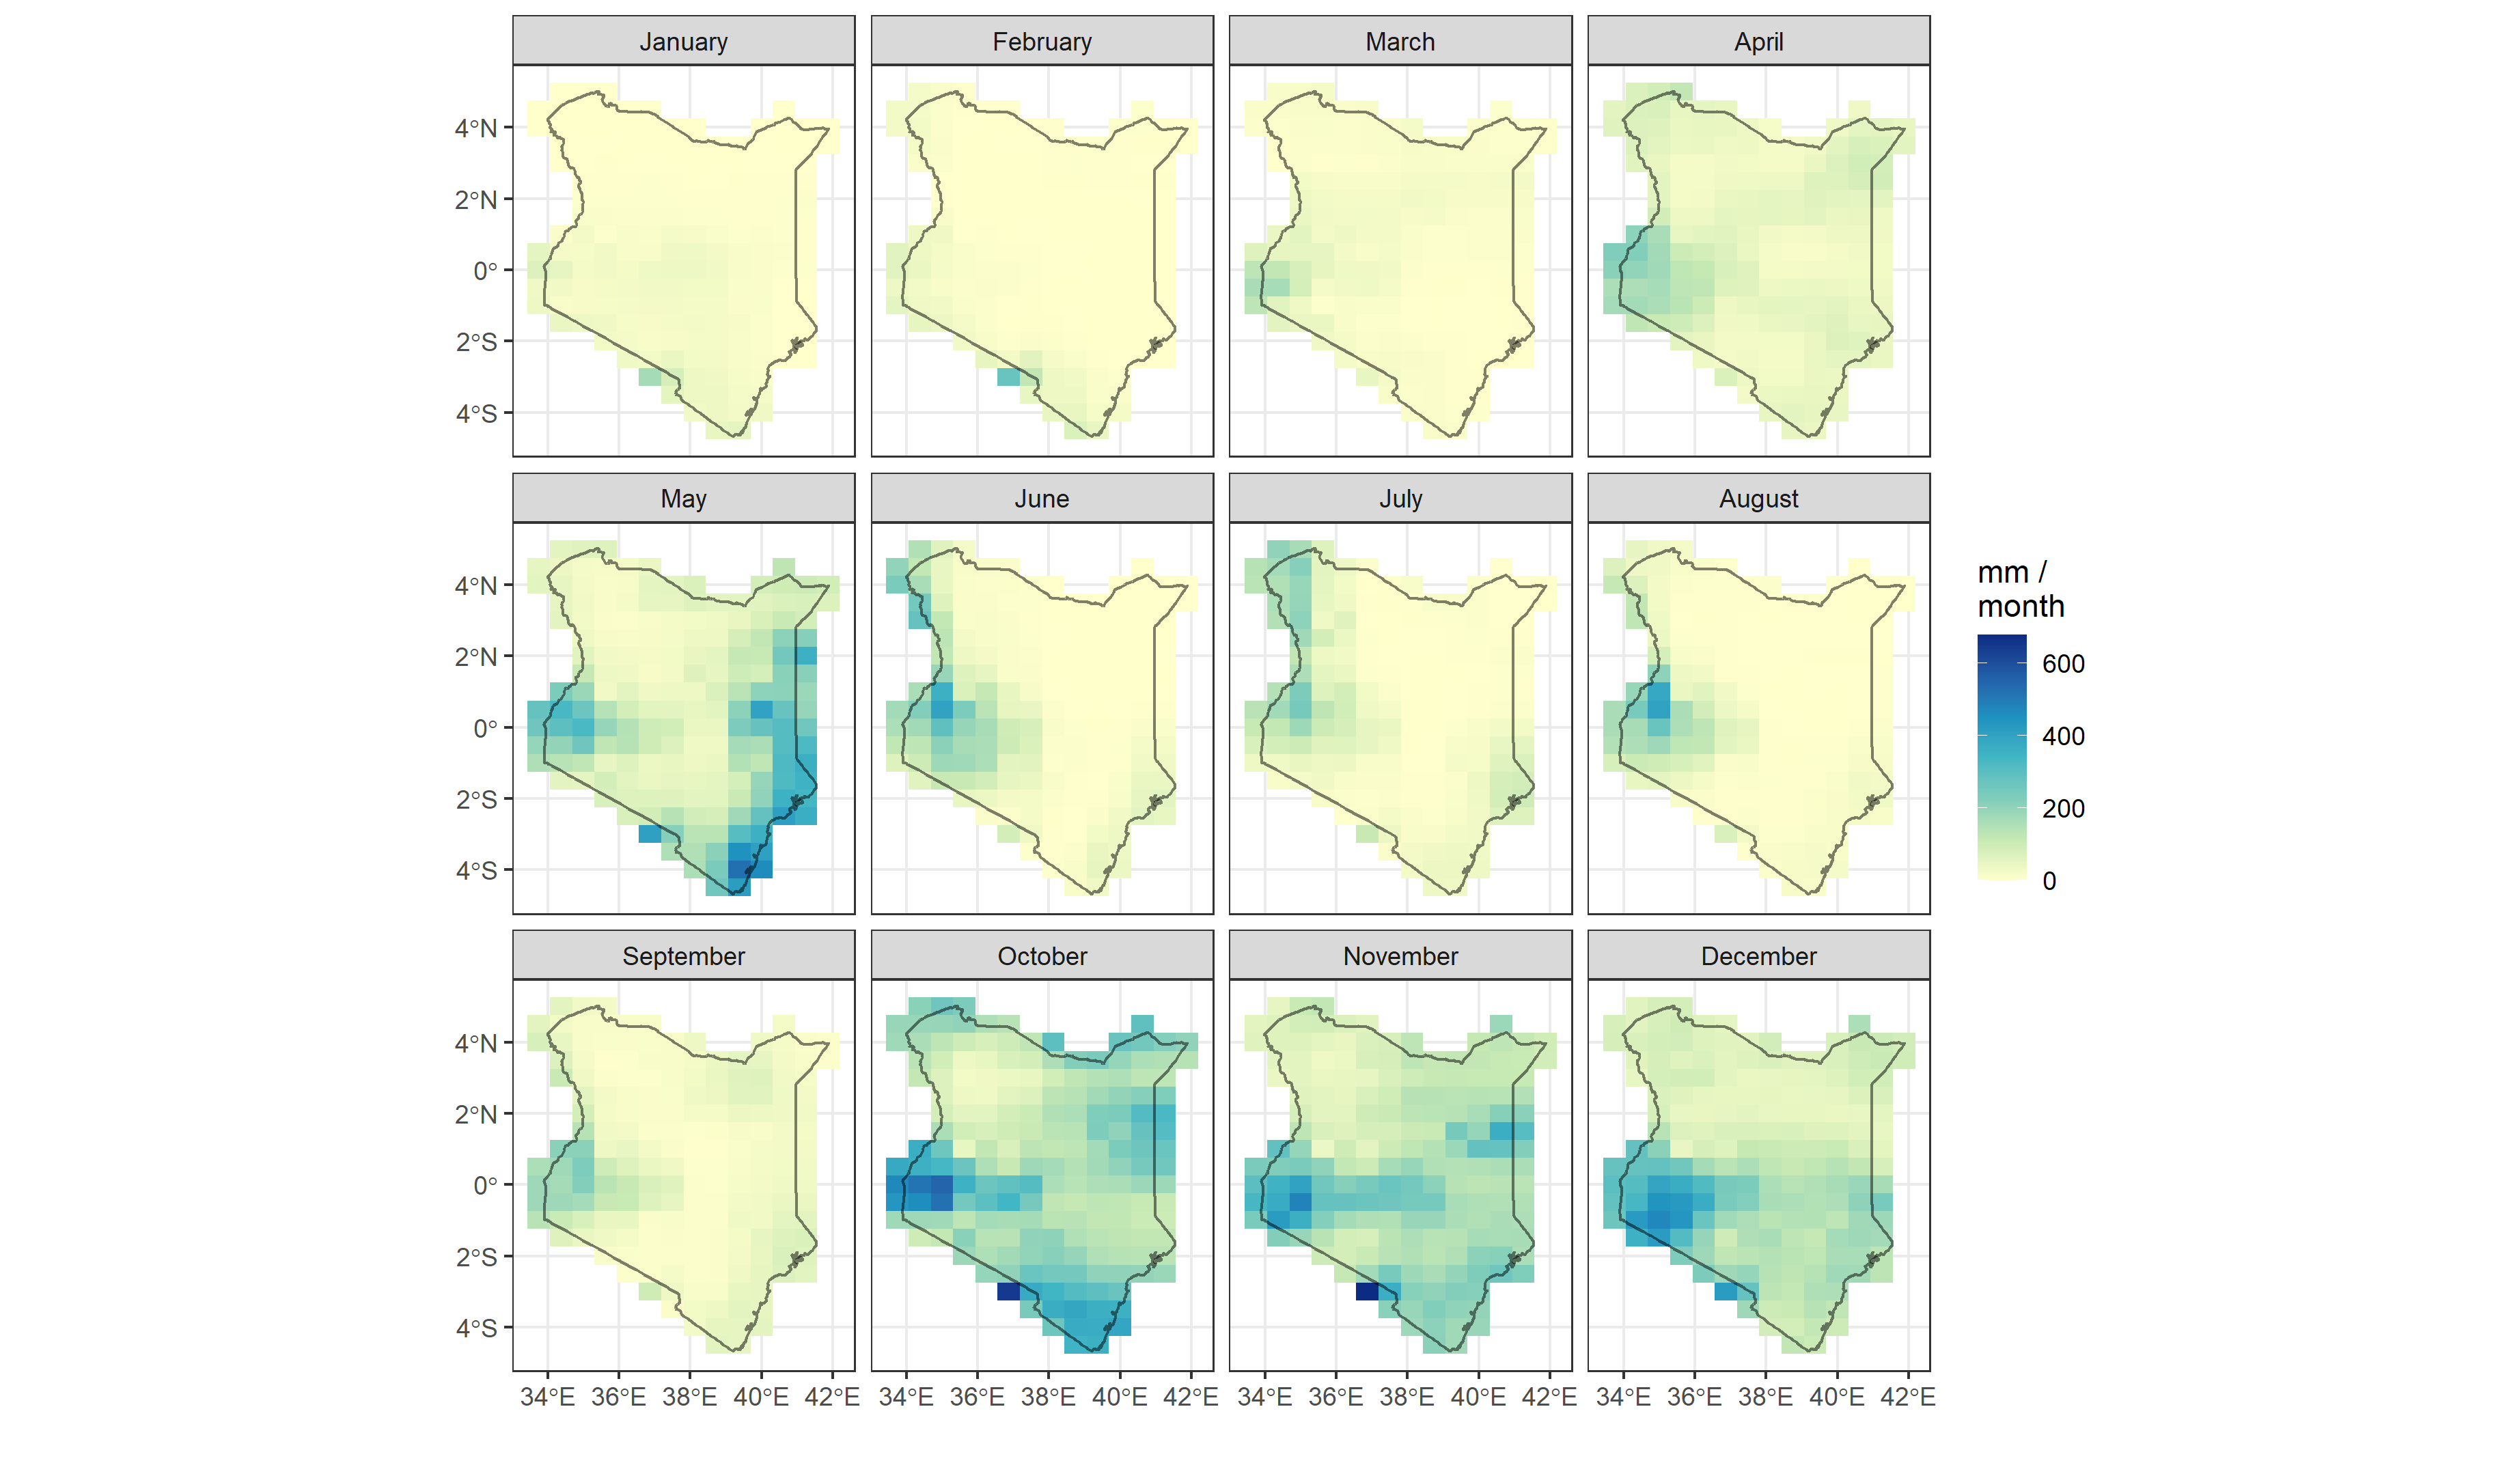 January February March April
4°N
2°N
0°
2°S
4°S
May June July August
4°N
2°N
0°
2°S
4°S
mm /
month
600
400
200
0
September October November December
4°N
2°N
0°
2°S
4°S
34°E 36°E 38°E 40°E 42°E 34°E 36°E 38°E 40°E 42°E 34°E 36°E 38°E 40°E 42°E 34°E 36°E 38°E 40°E 42°E